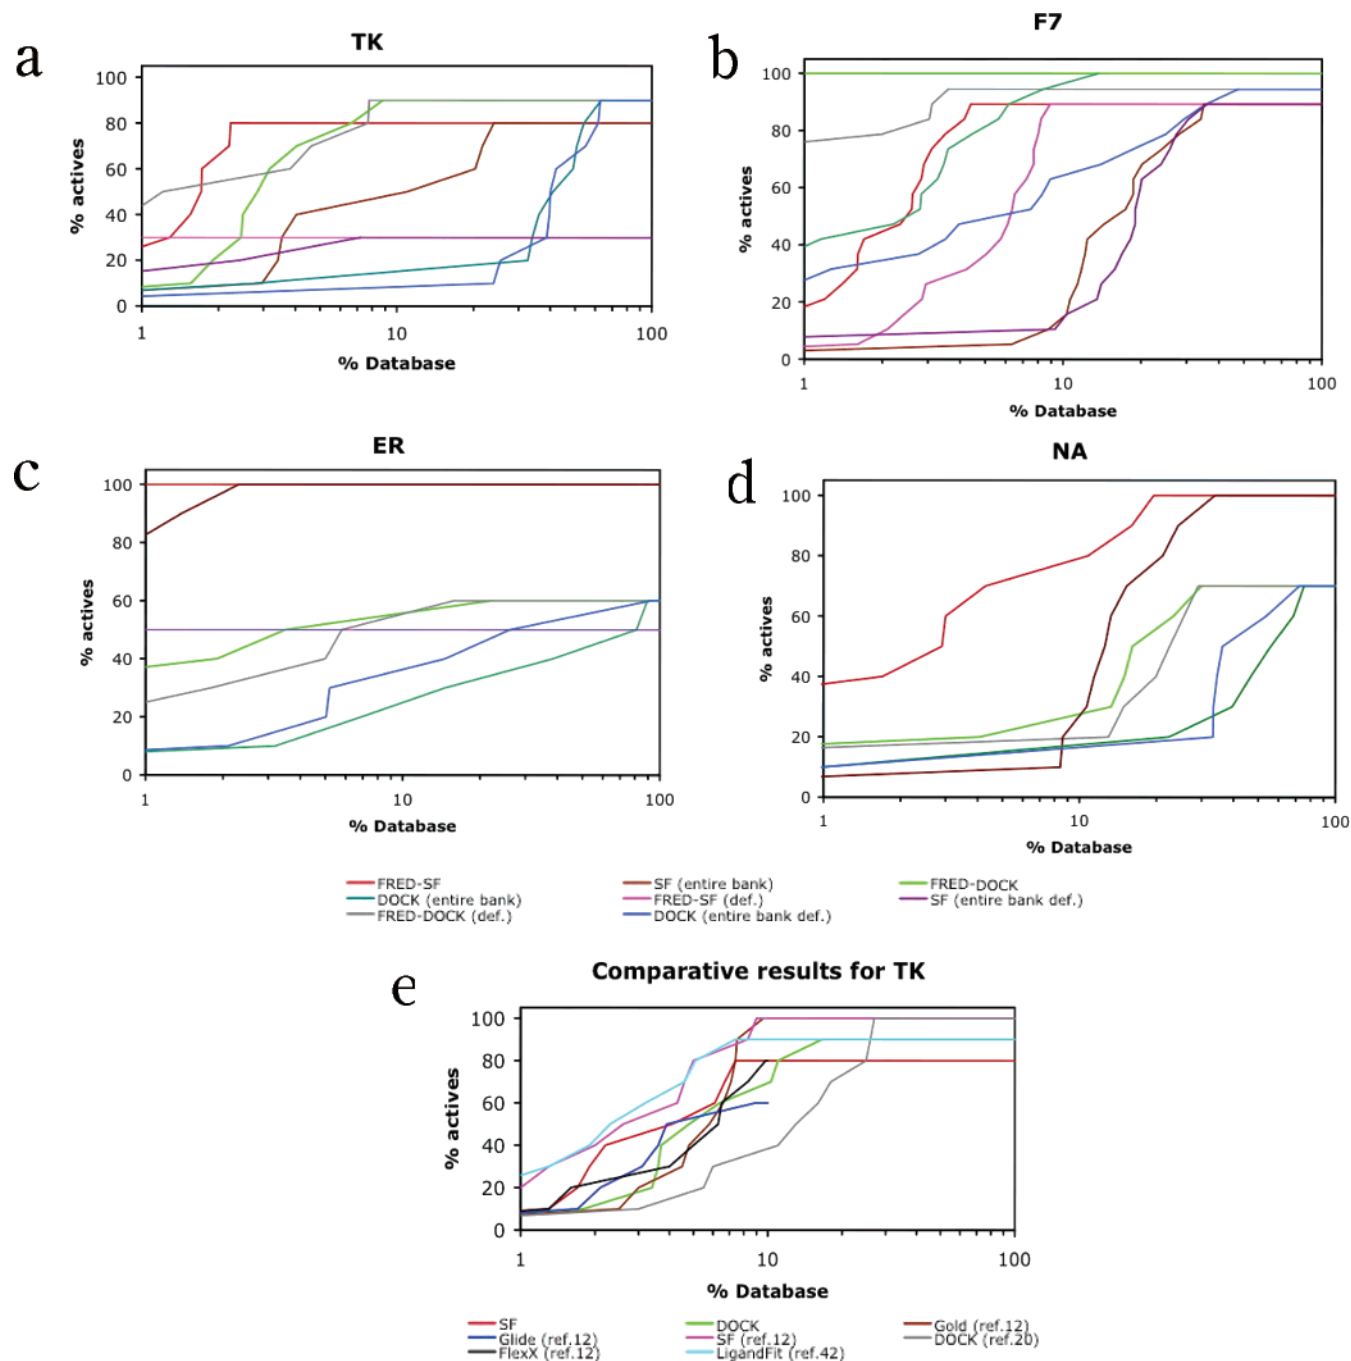 a
TK
100
80
60
40
20
0
% actives
1 10 100
% Database
b
F7
100
80
60
40
20
0
% actives
1 10 100
% Database
c
ER
100
80
60
40
20
0
% actives
1 10 100
% Database
d
NA
100
80
60
40
20
0
% actives
1 10 100
% Database
FRED-SF SF (entire bank) FRED-DOCK
DOCK (entire bank) FRED-SF (def.) SF (entire bank def.)
FRED-DOCK (def.) DOCK (entire bank def.)
e
Comparative results for TK
100
80
60
40
20
0
% actives
1 10 100
% Database
SF DOCK Gold (ref.12)
Glide (ref.12) SF (ref.12) DOCK (ref.20)
FlexX (ref.12) LigandFit (ref.42)